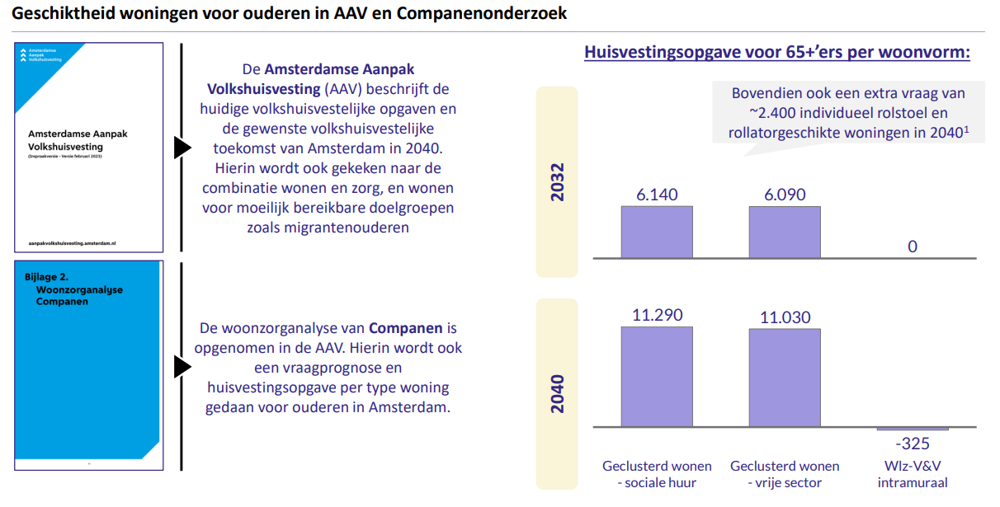 Geschiktheid woningen voor ouderen in AAV en Companenonderzoek
Amsterdamse
Aanpak
Volkshuisvesting
Amsterdamse Aanpak
Volkshuisvesting
(Inspraakversie - Versie februari 2023)
aanpakvolkshuisvesting.amsterdam.nl
De Amsterdamse Aanpak
Volkshuisvesting (AAV) beschrijft de
huidige volkshuisvestelijke opgaven en
de gewenste volkshuisvestelijke
toekomst van Amsterdam in 2040.
Hierin wordt ook gekeken naar de
combinatie wonen en zorg, en wonen
voor moeilijk bereikbare doelgroepen
zoals migrantenouderen
Bijlage 2.
Woonzorganalyse
Companen
De woonzorganalyse van Companen is
opgenomen in de AAV. Hierin wordt ook
een vraagprognose en
huisvestingsopgave per type woning
gedaan voor ouderen in Amsterdam.
Huisvestingsopgave voor 65+'ers per woonvorm:
Bovendien ook een extra vraag van
~2.400 individueel rolstoel en
rollatorgeschikte woningen in 2040¹
2032
6.140
6.090
0
2040
11.290
11.030
-325
Geclusterd wonen
- sociale huur
Geclusterd wonen
- vrije sector
Wlz-V&V
intramuraal